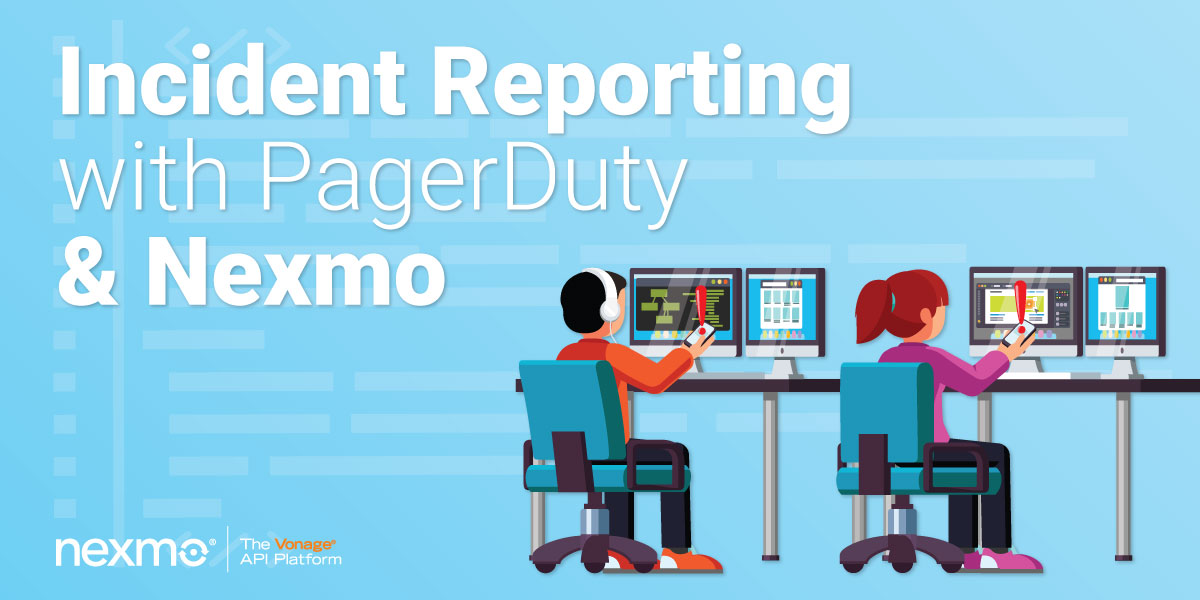 Incident Reporting
with PagerDuty
& Nexmo
nexmo®
The Vonage®
API Platform